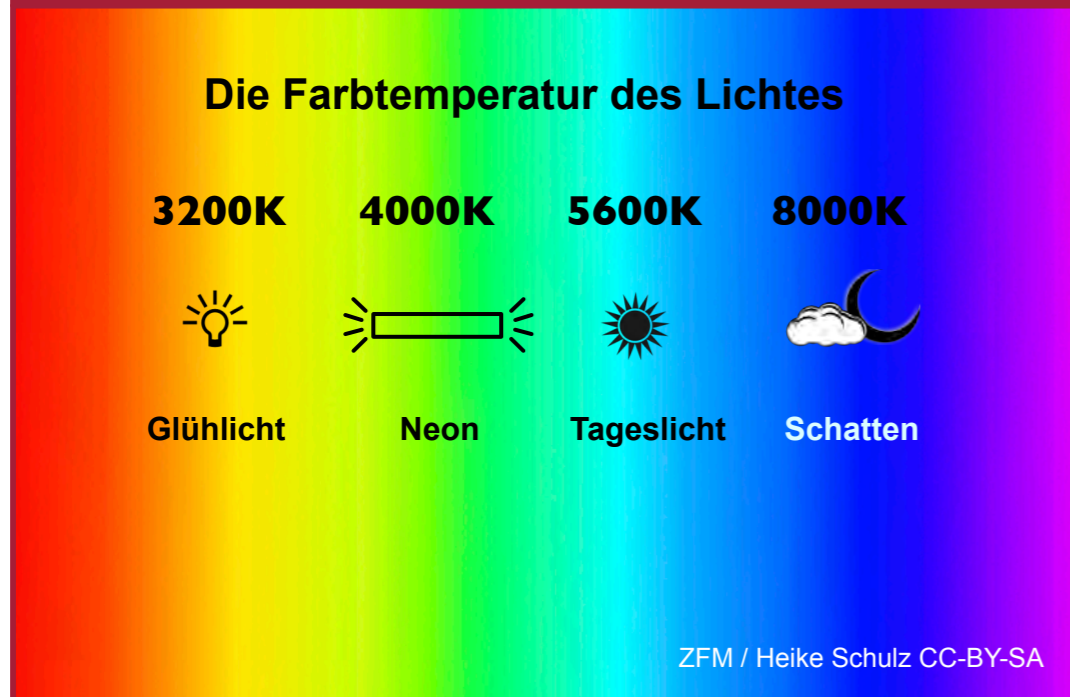 Die Farbtemperatur des Lichtes
3200K 4000K 5600K 8000K
Glühlicht Neon Tageslicht Schatten
ZFM / Heike Schulz CC-BY-SA